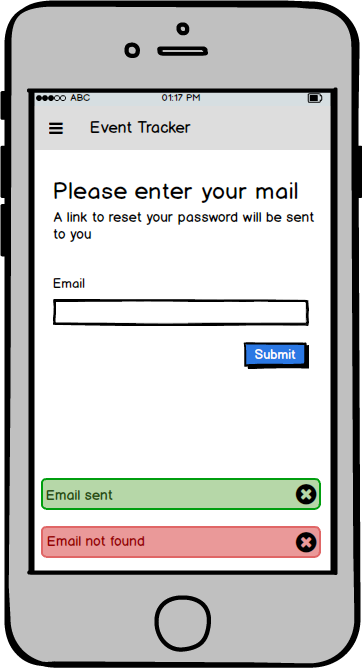 ABC 01:17 PM
Event Tracker
Please enter your mail
A link to reset your password will be sent
to you
Email
Submit
Email sent
Email not found